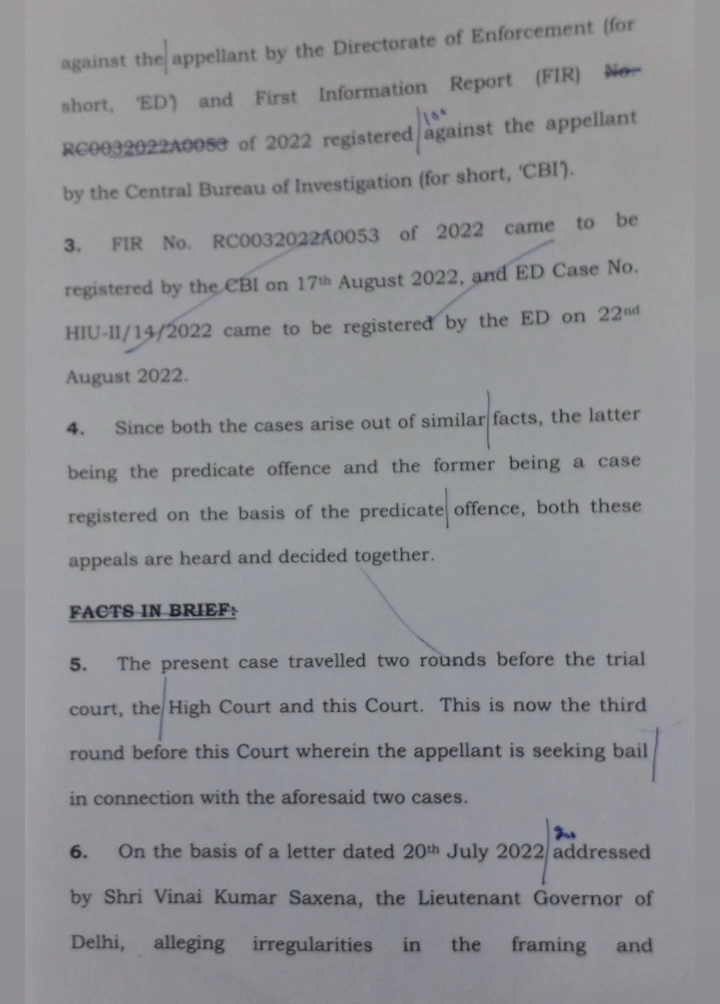 against the appellant by the Directorate of Enforcement (for
short, 'ED') and First Information Report (FIR) No.
RC0032022A0053 of 2022 registered against the appellant
100
by the Central Bureau of Investigation (for short, 'CBI').
3. FIR No. RC0032022A0053 of 2022 came to be
registered by the CBI on 17th August 2022, and ED Case No.
HIU-II/14/2022 came to be registered by the ED on 22nd
August 2022.
4. Since both the cases arise out of similar facts, the latter
being the predicate offence and the former being a case
registered on the basis of the predicate offence, both these
appeals are heard and decided together.
FACTS IN BRIEF:
5. The present case travelled two rounds before the trial
court, the High Court and this Court. This is now the third
round before this Court wherein the appellant is seeking bail
in connection with the aforesaid two cases.
6. On the basis of a letter dated 20th July 2022 addressed
by Shri Vinai Kumar Saxena, the Lieutenant Governor of
Delhi, alleging irregularities in the framing and